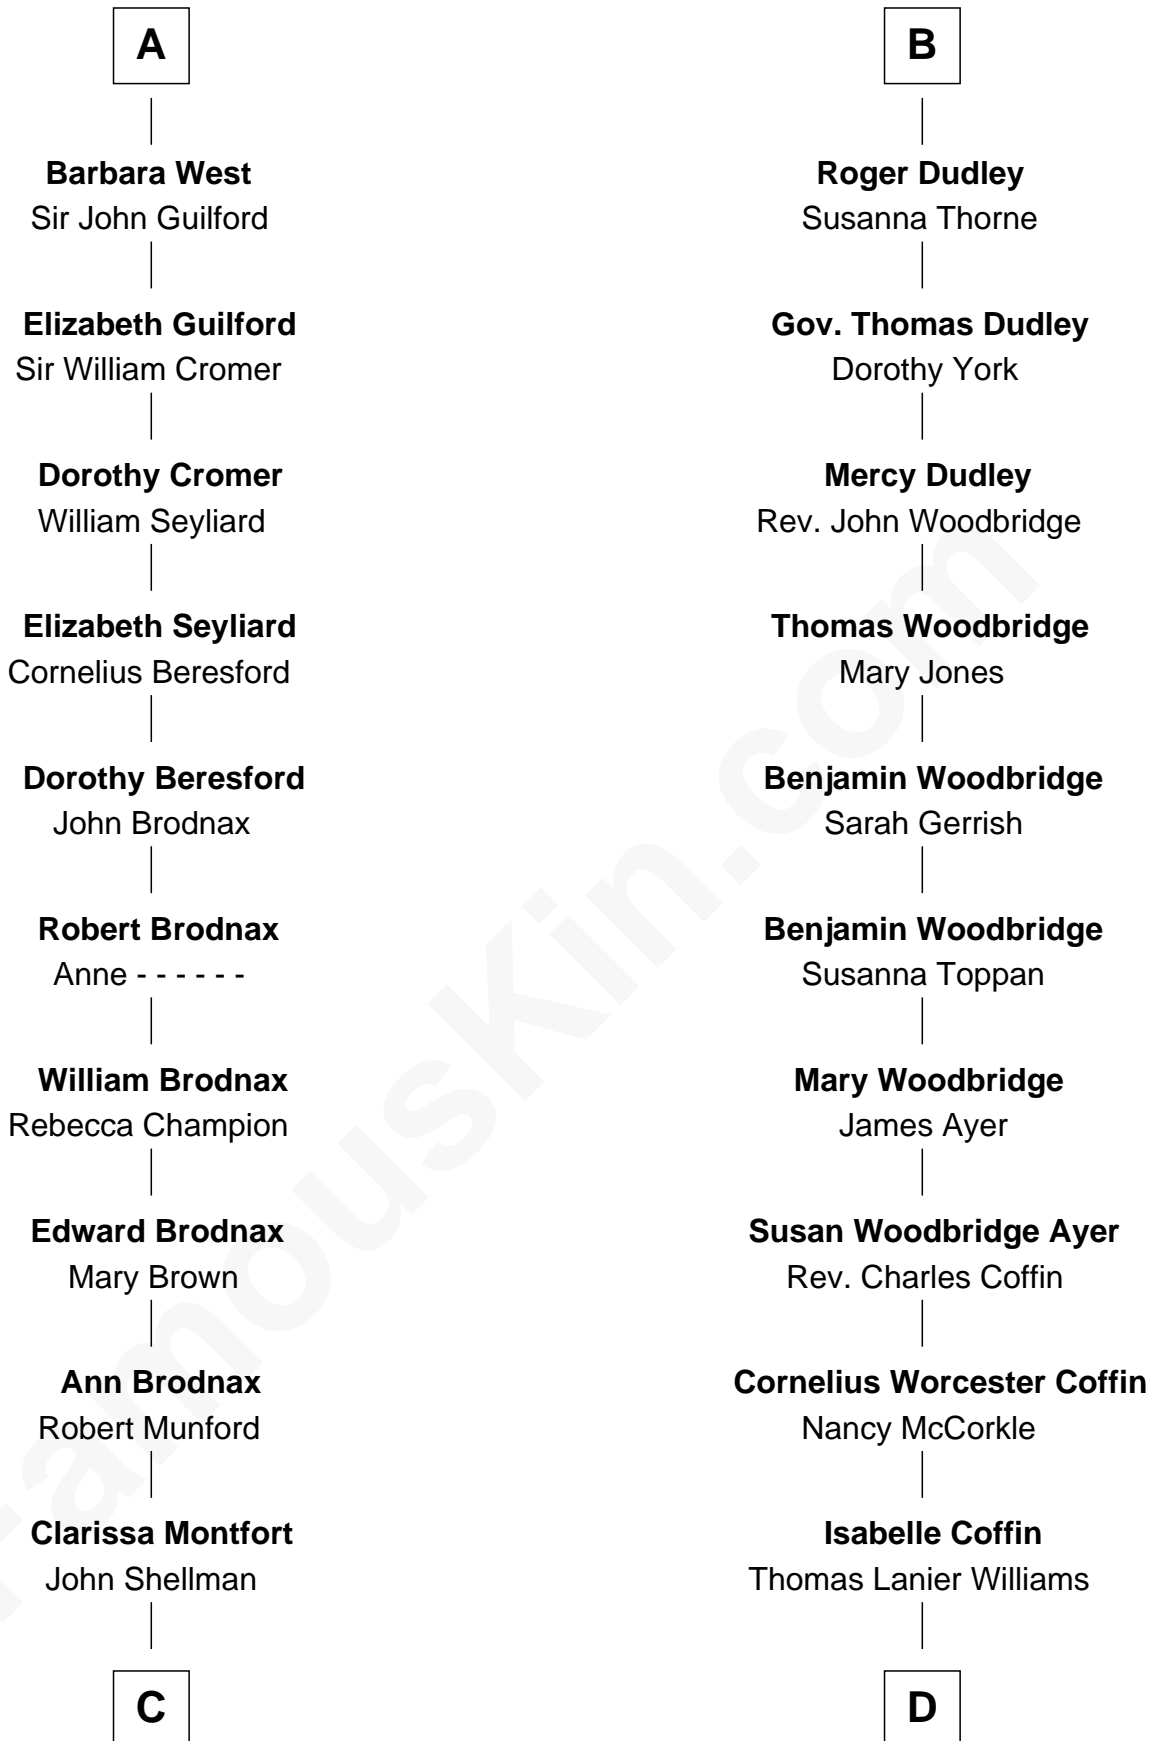 A
Barbara West
Sir John Guilford
Elizabeth Guilford
Sir William Cromer
Dorothy Cromer
William Seyliard
Elizabeth Seyliard
Cornelius Beresford
Dorothy Beresford
John Brodnax
Robert Brodnax
Anne - - - - - -
William Brodnax
Rebecca Champion
Edward Brodnax
Mary Brown
Ann Brodnax
Robert Munford
Clarissa Montfort
John Shellman
C
B
Roger Dudley
Susanna Thorne
Gov. Thomas Dudley
Dorothy York
Mercy Dudley
Rev. John Woodbridge
Thomas Woodbridge
Mary Jones
Benjamin Woodbridge
Sarah Gerrish
Benjamin Woodbridge
Susanna Toppan
Mary Woodbridge
James Ayer
Susan Woodbridge Ayer
Rev. Charles Coffin
Cornelius Worcester Coffin
Nancy McCorkle
Isabelle Coffin
Thomas Lanier Williams
D
FamousKin.com